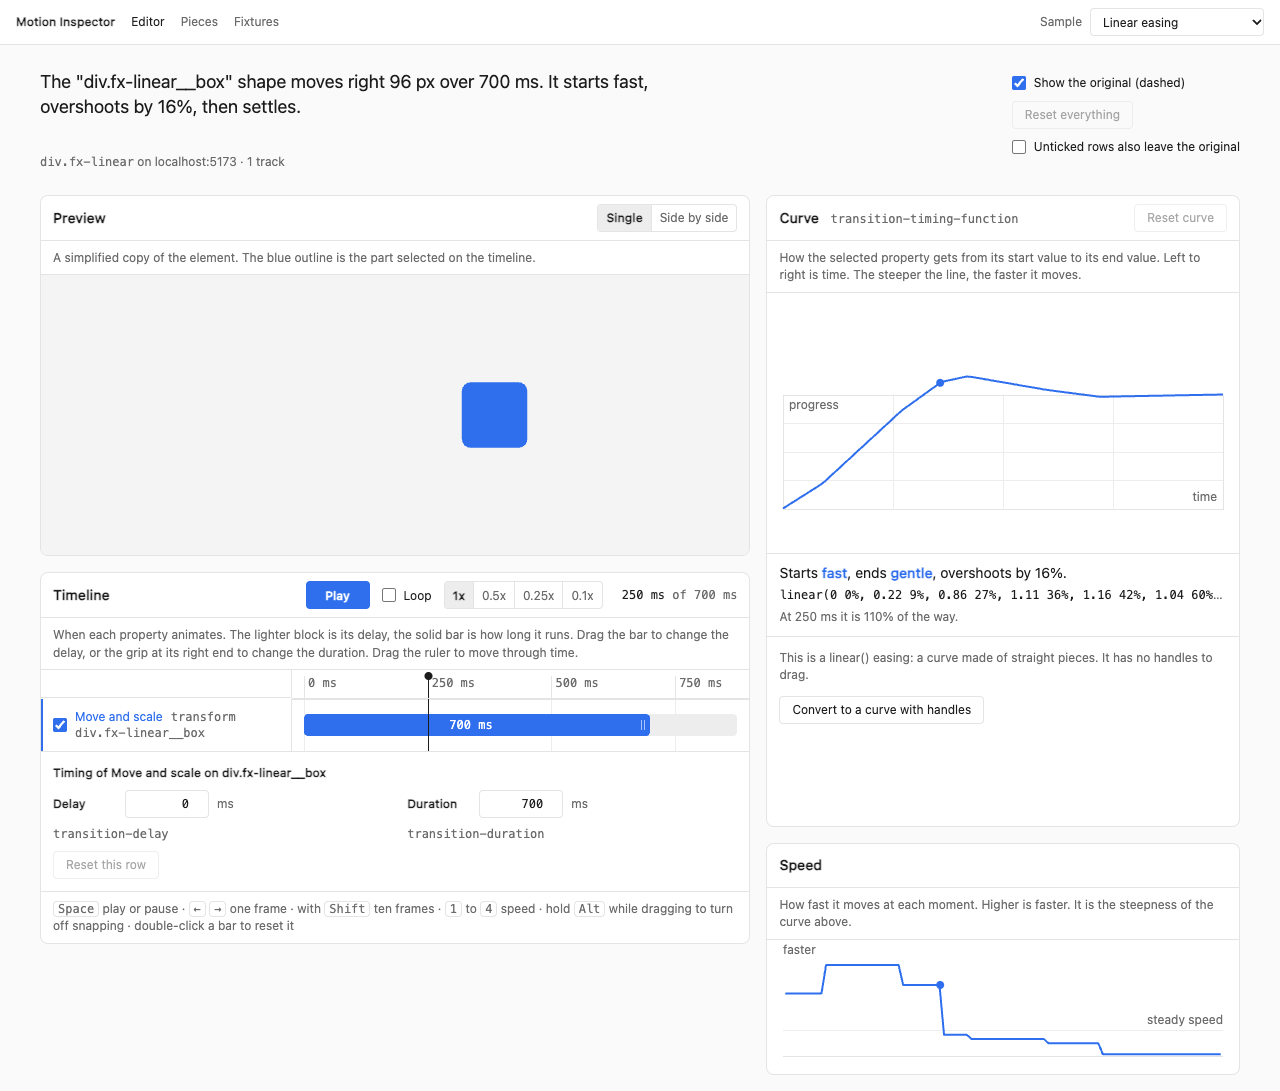 Motion Inspector Editor Pieces Fixtures Sample Linear easing
The "div.fx-linear__box" shape moves right 96 px over 700 ms. It starts fast,
overshoots by 16%, then settles.
div.fx-linear on localhost:5173 · 1 track
Show the original (dashed)
Reset everything
Unticked rows also leave the original
Preview Single Side by side
A simplified copy of the element. The blue outline is the part selected on the timeline.
Timeline Play Loop 1x 0.5x 0.25x 0.1x 250 ms of 700 ms
When each property animates. The lighter block is its delay, the solid bar is how long it runs. Drag the bar to change the
delay, or the grip at its right end to change the duration. Drag the ruler to move through time.
0 ms 250 ms 500 ms 750 ms
Move and scale transform
div.fx-linear__box
700 ms
Timing of Move and scale on div.fx-linear__box
Delay 0 ms Duration 700 ms
transition-delay transition-duration
Reset this row
Space play or pause · ← → one frame · with Shift ten frames · 1 to 4 speed · hold Alt while dragging to turn
off snapping · double-click a bar to reset it
Curve transition-timing-function Reset curve
How the selected property gets from its start value to its end value. Left to
right is time. The steeper the line, the faster it moves.
progress
time
Starts fast, ends gentle, overshoots by 16%.
linear(0 0%, 0.22 9%, 0.86 27%, 1.11 36%, 1.16 42%, 1.04 60%…
At 250 ms it is 110% of the way.
This is a linear() easing: a curve made of straight pieces. It has no handles to
drag.
Convert to a curve with handles
Speed
How fast it moves at each moment. Higher is faster. It is the steepness of the
curve above.
faster
steady speed